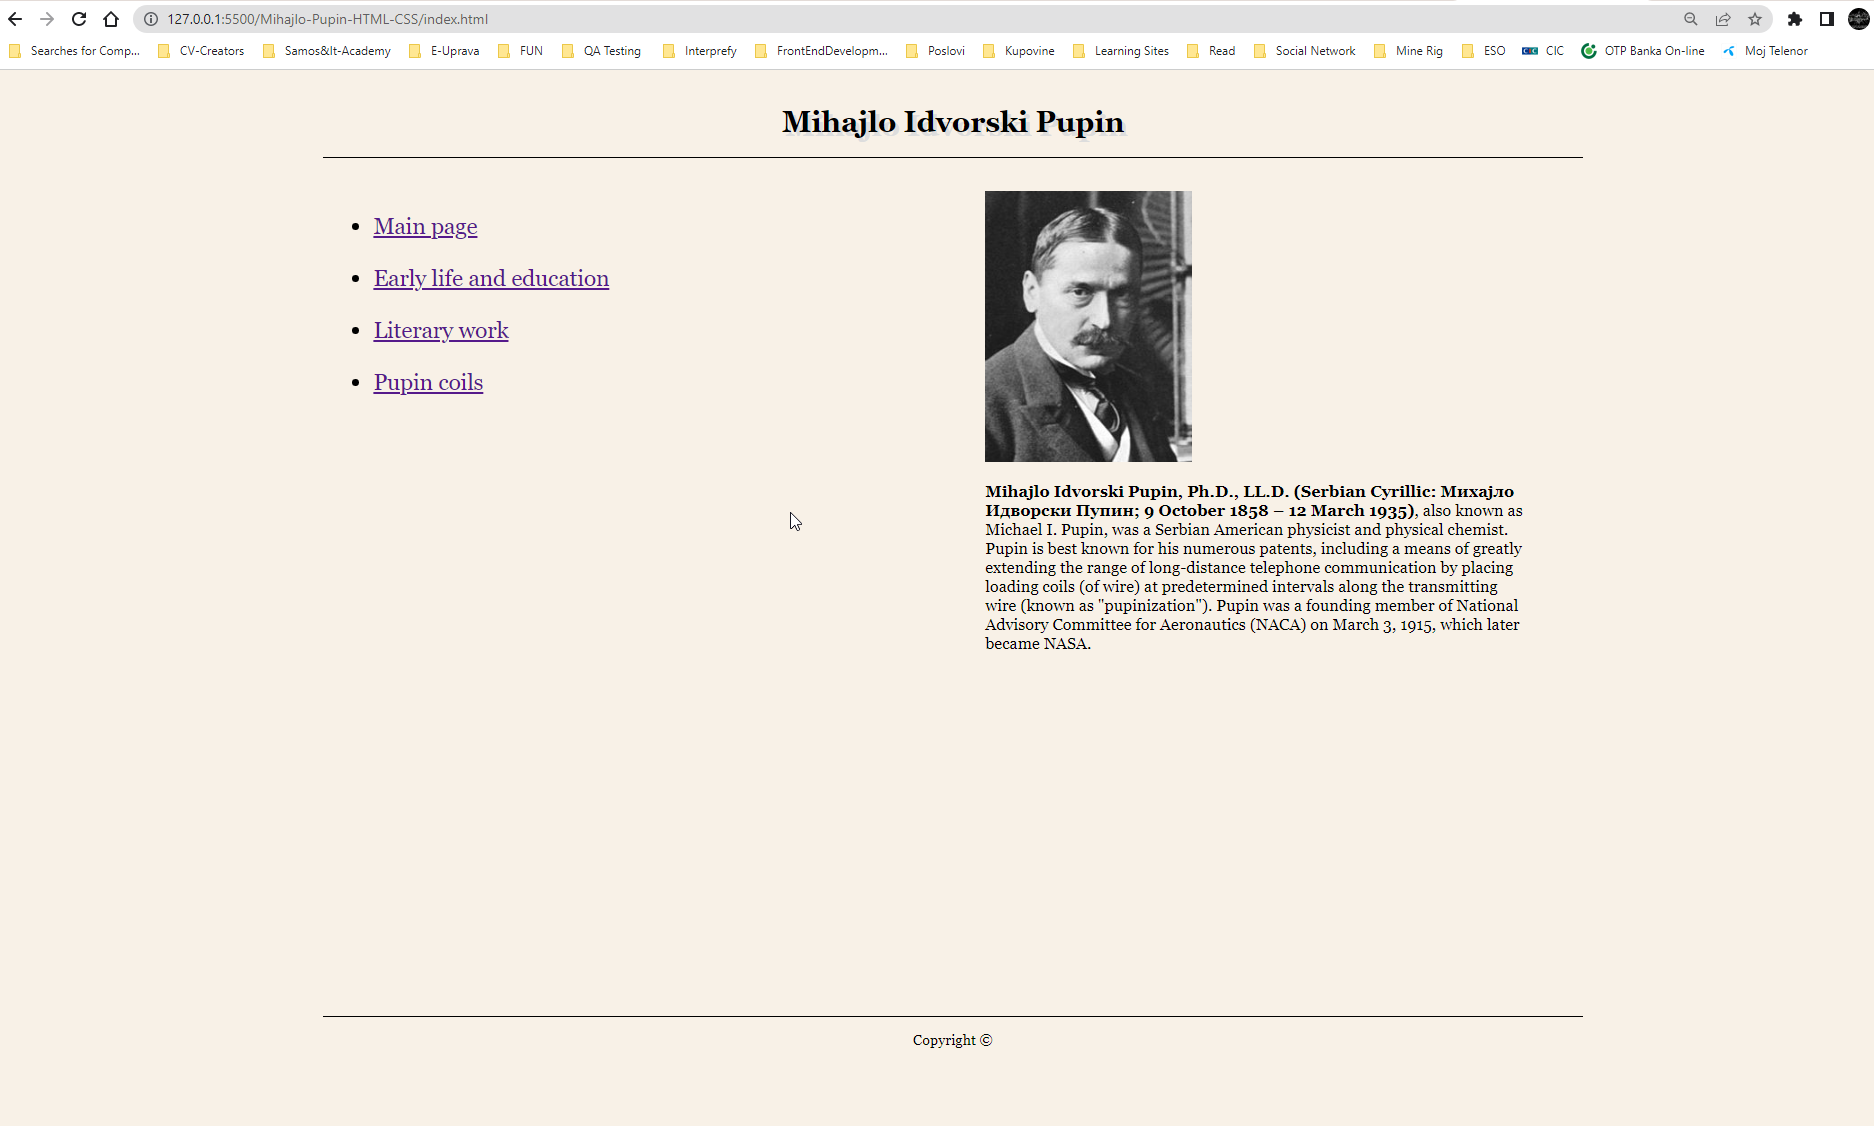 127.0.0.1:5500/Mihajlo-Pupin-HTML-CSS/index.html
Searches for Comp... CV-Creators Samos&It-Academy E-Uprava FUN QA Testing Interprefy FrontEndDevelopm... Poslovi Kupovine Learning Sites Read Social Network Mine Rig ESO CIC OTP Banka On-line Moj Telenor
Mihajlo Idvorski Pupin
Main page
Early life and education
Literary work
Pupin coils
Mihajlo Idvorski Pupin, Ph.D., LL.D. (Serbian Cyrillic: Михајло
Идворски Пупин; 9 October 1858 – 12 March 1935), also known as
Michael I. Pupin, was a Serbian American physicist and physical chemist.
Pupin is best known for his numerous patents, including a means of greatly
extending the range of long-distance telephone communication by placing
loading coils (of wire) at predetermined intervals along the transmitting
wire (known as "pupinization"). Pupin was a founding member of National
Advisory Committee for Aeronautics (NACA) on March 3, 1915, which later
became NASA.
Copyright ©